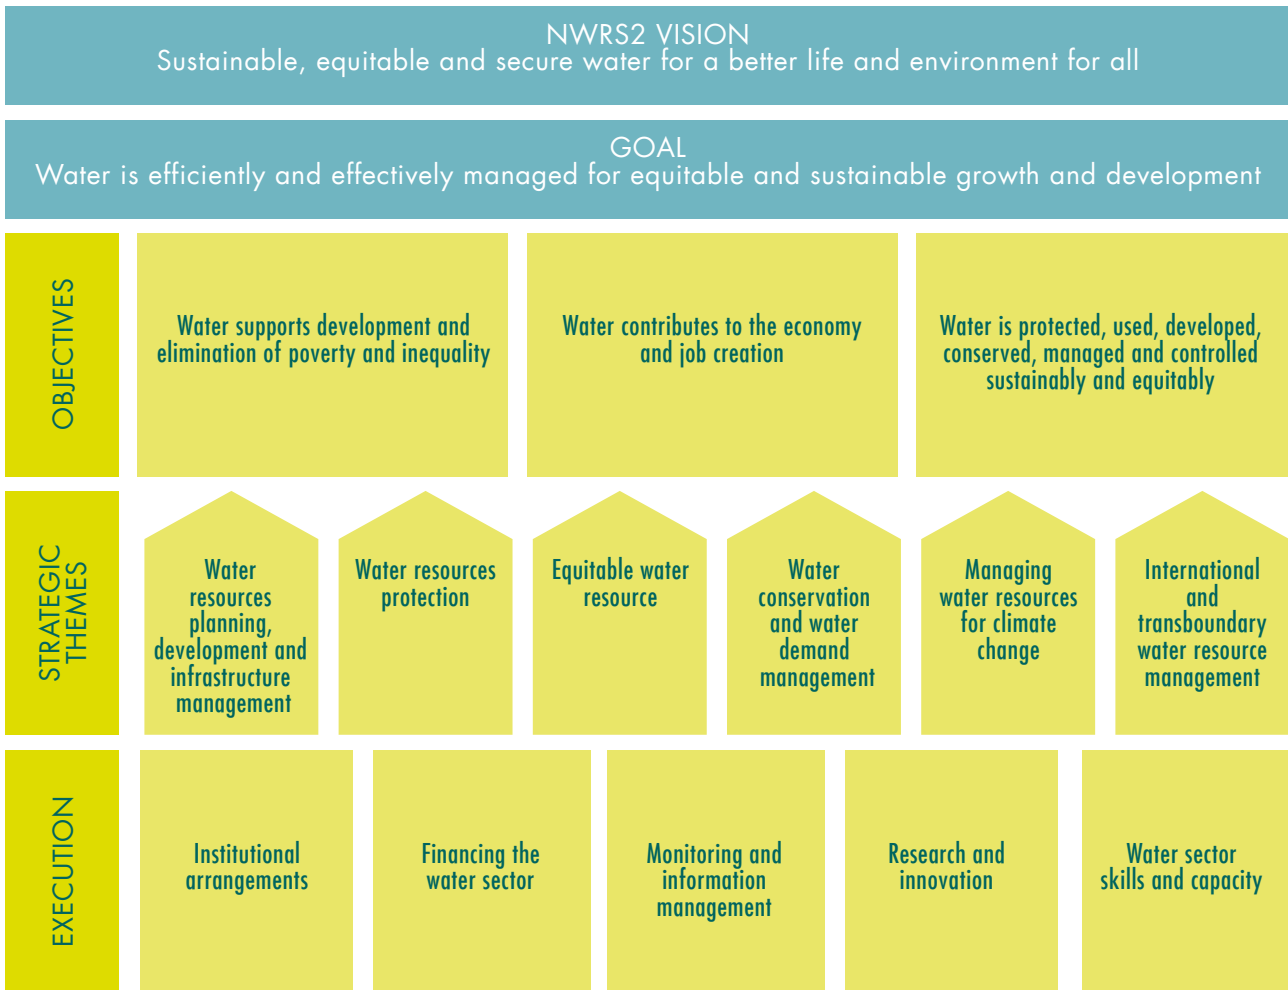 NWRS2 VISION
Sustainable, equitable and secure water for a better life and environment for all
GOAL
Water is efficiently and effectively managed for equitable and sustainable growth and development
OBJECTIVES
Water supports development and
elimination of poverty and inequality
Water contributes to the economy
and job creation
Water is protected, used, developed,
conserved, managed and controlled
sustainably and equitably
STRATEGIC
THEMES
Water
resources
planning,
development and
infrastructure
management
Water resources
protection
Equitable water
resource
Water
conservation
and water
demand
management
Managing
water resources
for climate
change
International
and
transboundary
water resource
management
EXECUTION
Institutional
arrangements
Financing the
water sector
Monitoring and
information
management
Research and
innovation
Water sector
skills and capacity